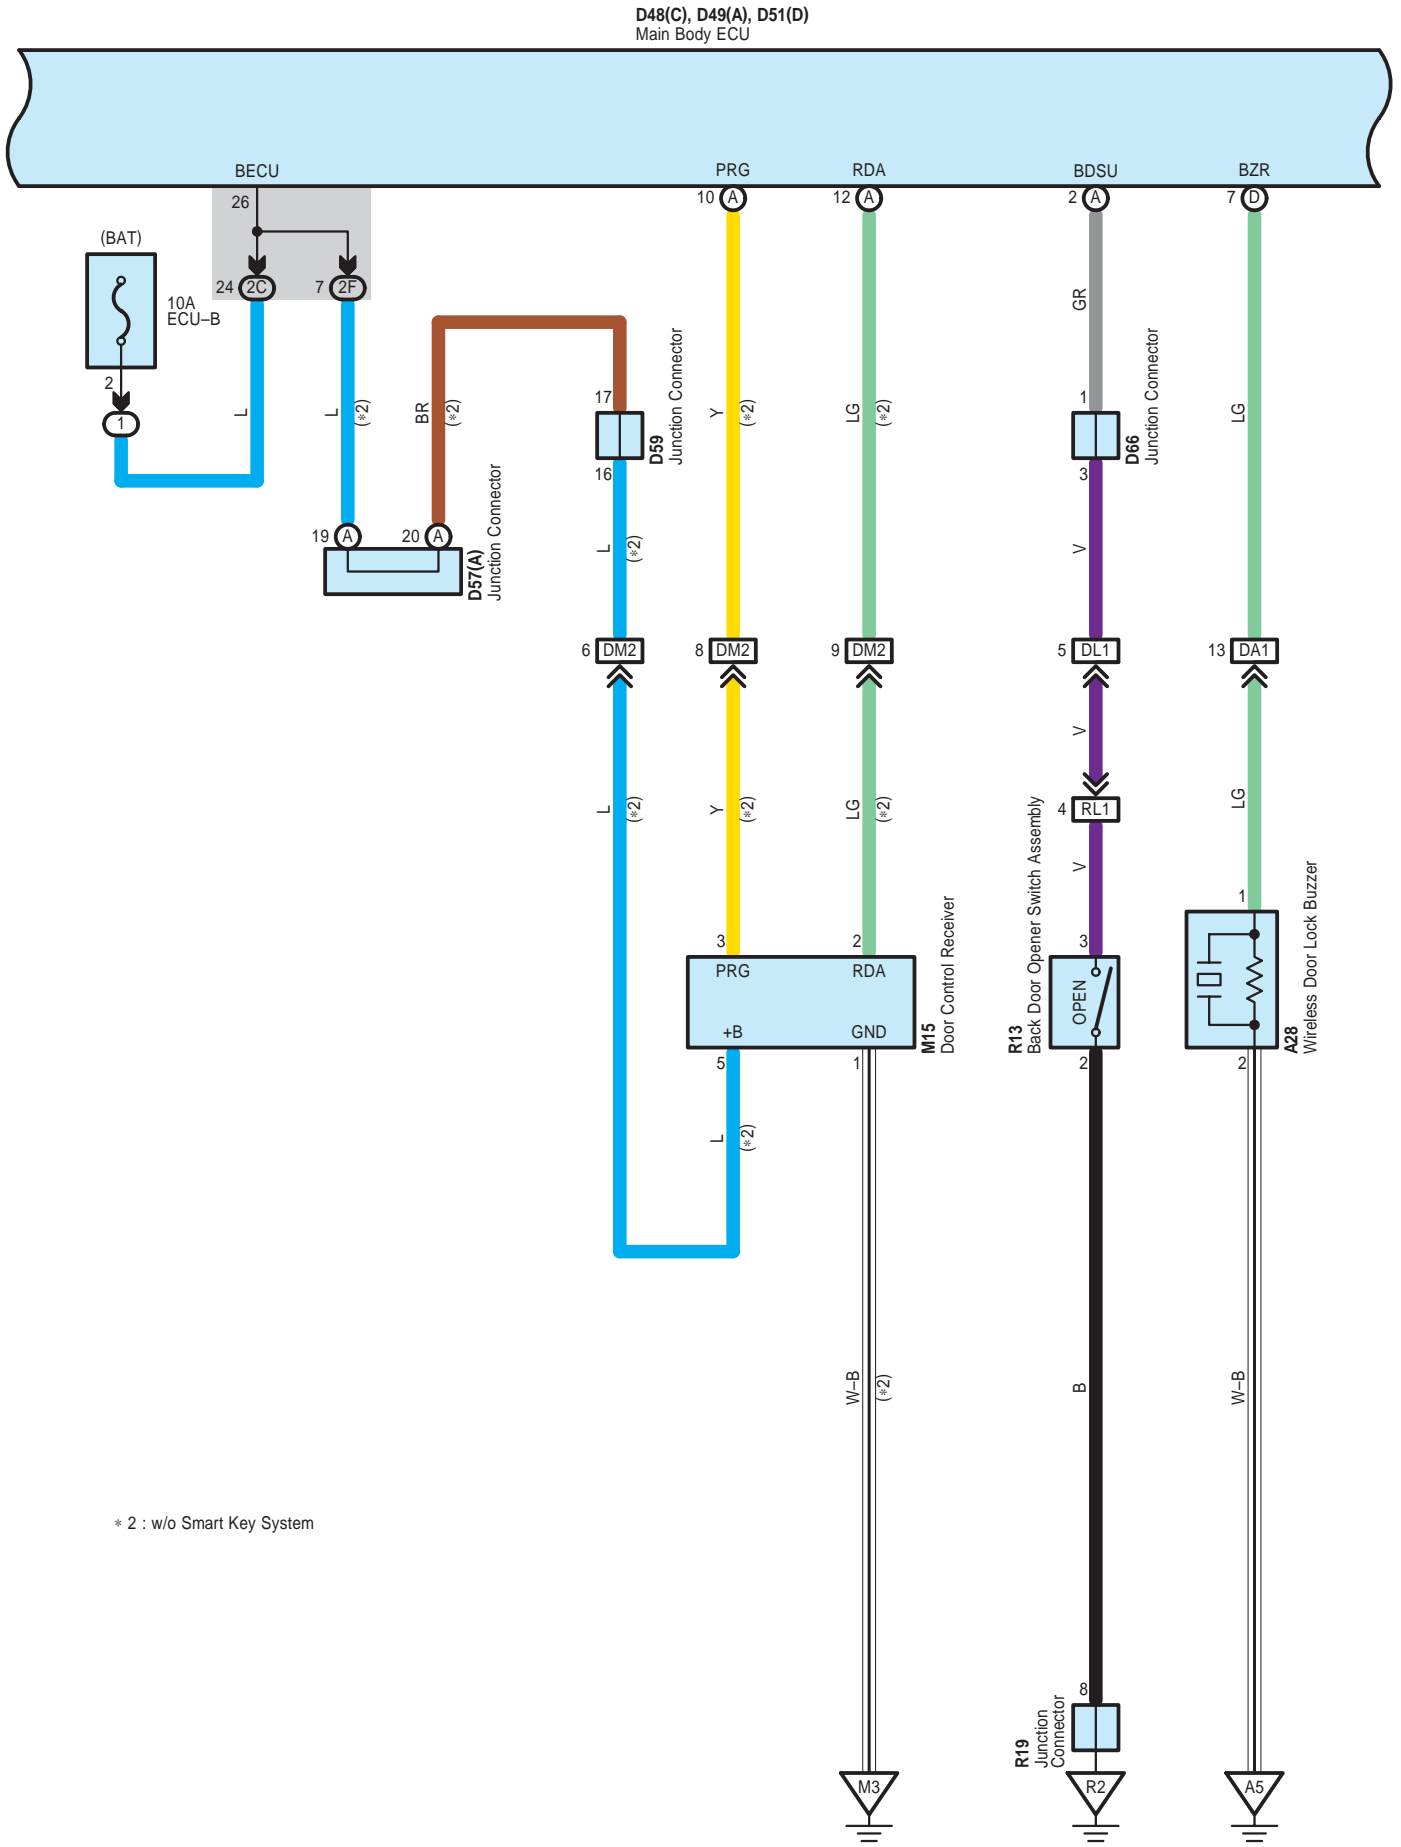 D48(C), D49(A), D51(D)
Main Body ECU
BECU
PRG
RDA
BDSU
BZR
26
10 A
12 A
2 A
7 D
(BAT)
24 2C
7 2F
10A
ECU–B
2
1
L
L
(*2)
BR
(*2)
17
16
D59
Junction Connector
Y
(*2)
LG
(*2)
GR
1
3
D66
Junction Connector
LG
19 A
20 A
D57(A)
Junction Connector
L
(*2)
V
6 DM2
8 DM2
9 DM2
5 DL1
13 DA1
L
(*2)
Y
(*2)
LG
(*2)
V
4 RL1
V
LG
3
2
3
1
PRG
RDA
+B
GND
M15
Door Control Receiver
OPEN
R13
Back Door Opener Switch Assembly
A28
Wireless Door Lock Buzzer
5
1
2
2
L
(*2)
W–B
(*2)
B
W–B
* 2 : w/o Smart Key System
8
R19
Junction
Connector
M3
R2
A5